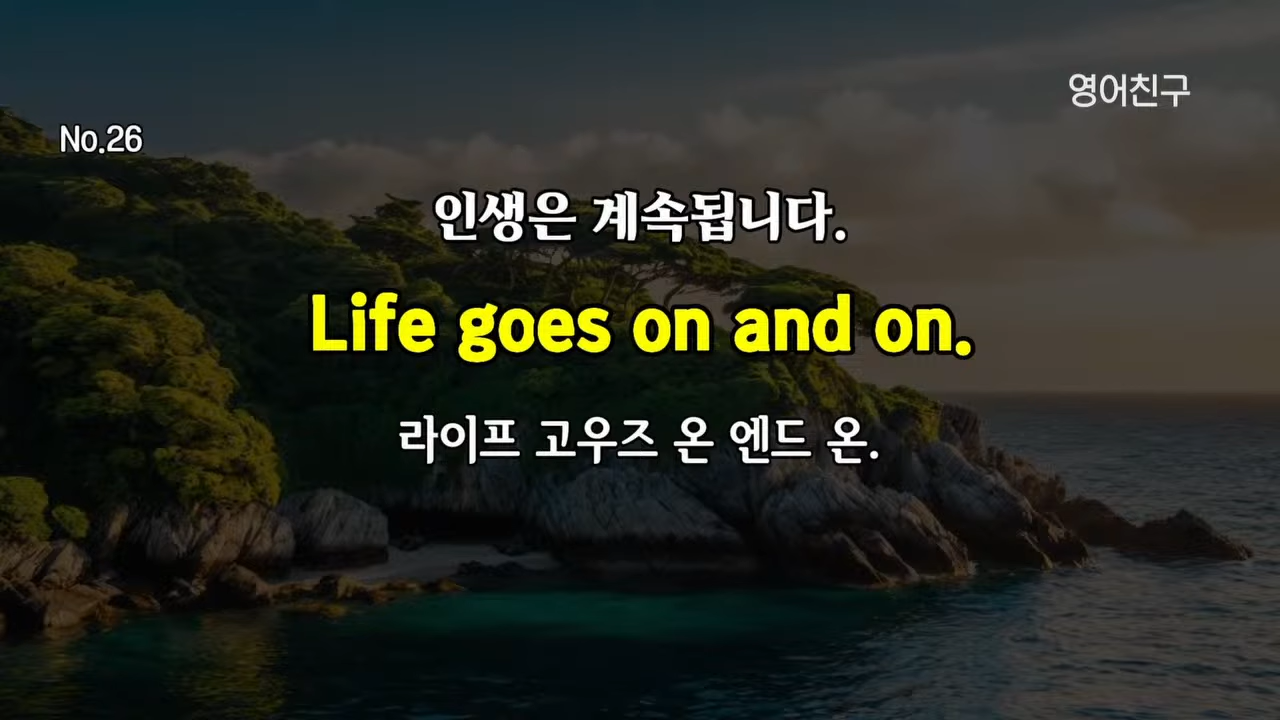 영어친구
No.26
인생은 계속됩니다.
Life goes on and on.
라이프 고우즈 온 엔드 온.